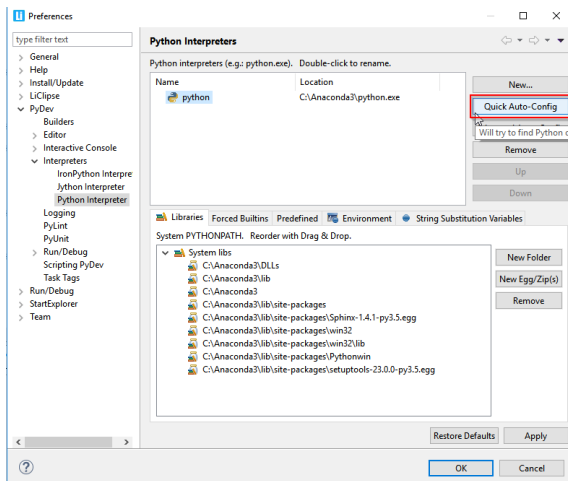 Preferences
type filter text
General
Help
Install/Update
LiClipse
PyDev
Builders
Editor
Interactive Console
Interpreters
IronPython Interpre
Jython Interpreter
Python Interpreter
Logging
PyLint
PyUnit
Run/Debug
Scripting PyDev
Task Tags
Run/Debug
StartExplorer
Team
Python Interpreters
Python interpreters (e.g.: python.exe). Double-click to rename.
Name Location
python C:\Anaconda3\python.exe
New...
Quick Auto-Config
Will try to find Python
Remove
Up
Down
Libraries Forced Builtins Predefined Environment String Substitution Variables
System PYTHONPATH. Reorder with Drag & Drop.
System libs
C:\Anaconda3\DLLs
C:\Anaconda3\lib
C:\Anaconda3
C:\Anaconda3\lib\site-packages
C:\Anaconda3\lib\site-packages\Sphinx-1.4.1-py3.5.egg
C:\Anaconda3\lib\site-packages\win32
C:\Anaconda3\lib\site-packages\win32\lib
C:\Anaconda3\lib\site-packages\Pythonwin
C:\Anaconda3\lib\site-packages\setuptools-23.0.0-py3.5.egg
New Folder
New Egg/Zip(s)
Remove
Restore Defaults Apply
OK Cancel